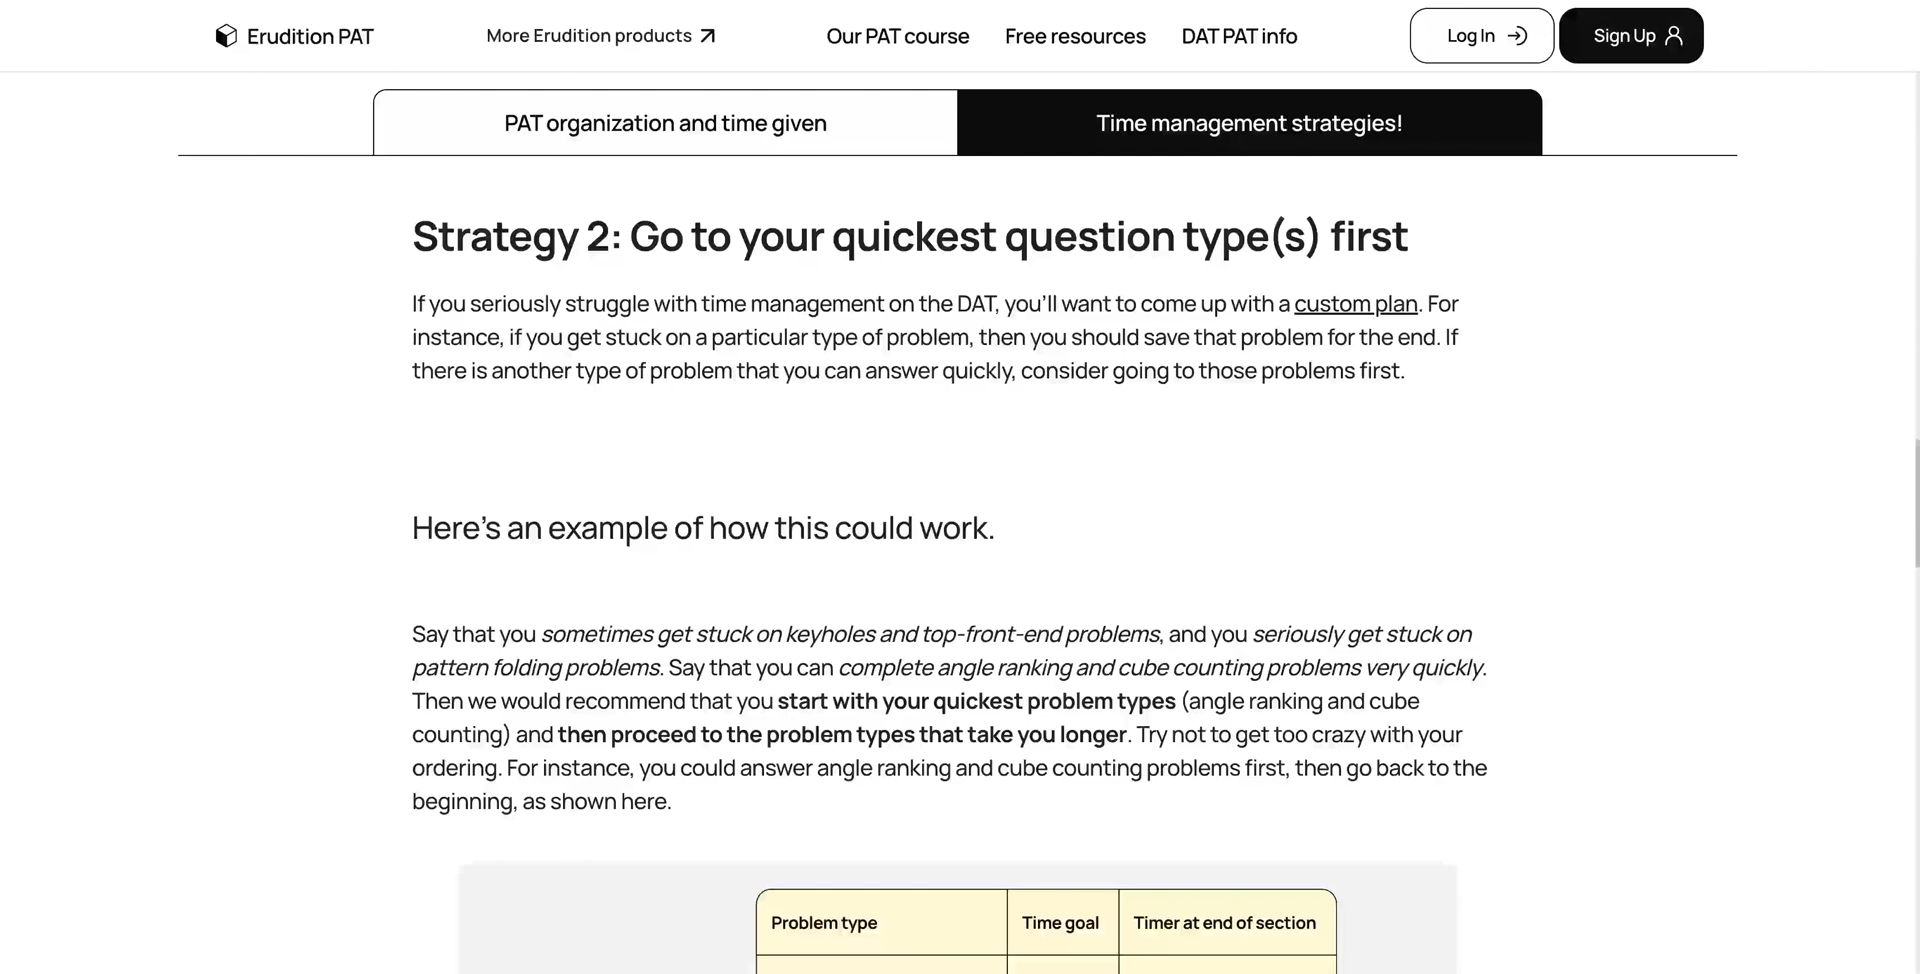 Erudition PAT
More Erudition products
Our PAT course
Free resources
DAT PAT info
Log In
Sign Up
PAT organization and time given
Time management strategies!
Strategy 2: Go to your quickest question type(s) first
If you seriously struggle with time management on the DAT, you’ll want to come up with a custom plan. For
instance, if you get stuck on a particular type of problem, then you should save that problem for the end. If
there is another type of problem that you can answer quickly, consider going to those problems first.
Here’s an example of how this could work.
Say that you sometimes get stuck on keyholes and top-front-end problems, and you seriously get stuck on
pattern folding problems. Say that you can complete angle ranking and cube counting problems very quickly.
Then we would recommend that you start with your quickest problem types (angle ranking and cube
counting) and then proceed to the problem types that take you longer. Try not to get too crazy with your
ordering. For instance, you could answer angle ranking and cube counting problems first, then go back to the
beginning, as shown here.
Problem type
Time goal
Timer at end of section